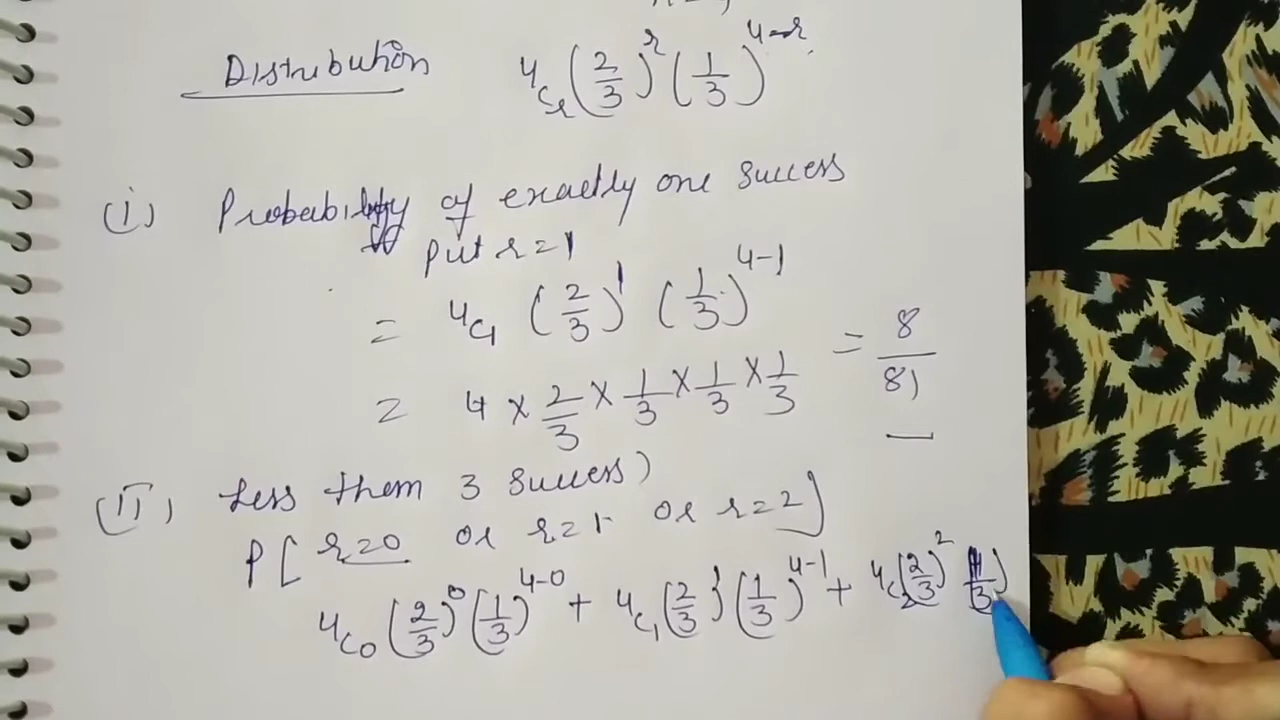 Distribution 4Cr (2/3)^r (1/3)^4-r
(i) Probability of exactly one success
put r = 1
= 4C1 (2/3)^1 (1/3)^4-1
= 4 × 2/3 × 1/3 × 1/3 × 1/3 = 8/81
(ii) Less them 3 success)
P[ r=0 or r=1 or r=2]
4C0 (2/3)^0 (1/3)^4-0 + 4C1 (2/3)^1 (1/3)^4-1 + 4C2 (2/3)^2 (1/3)